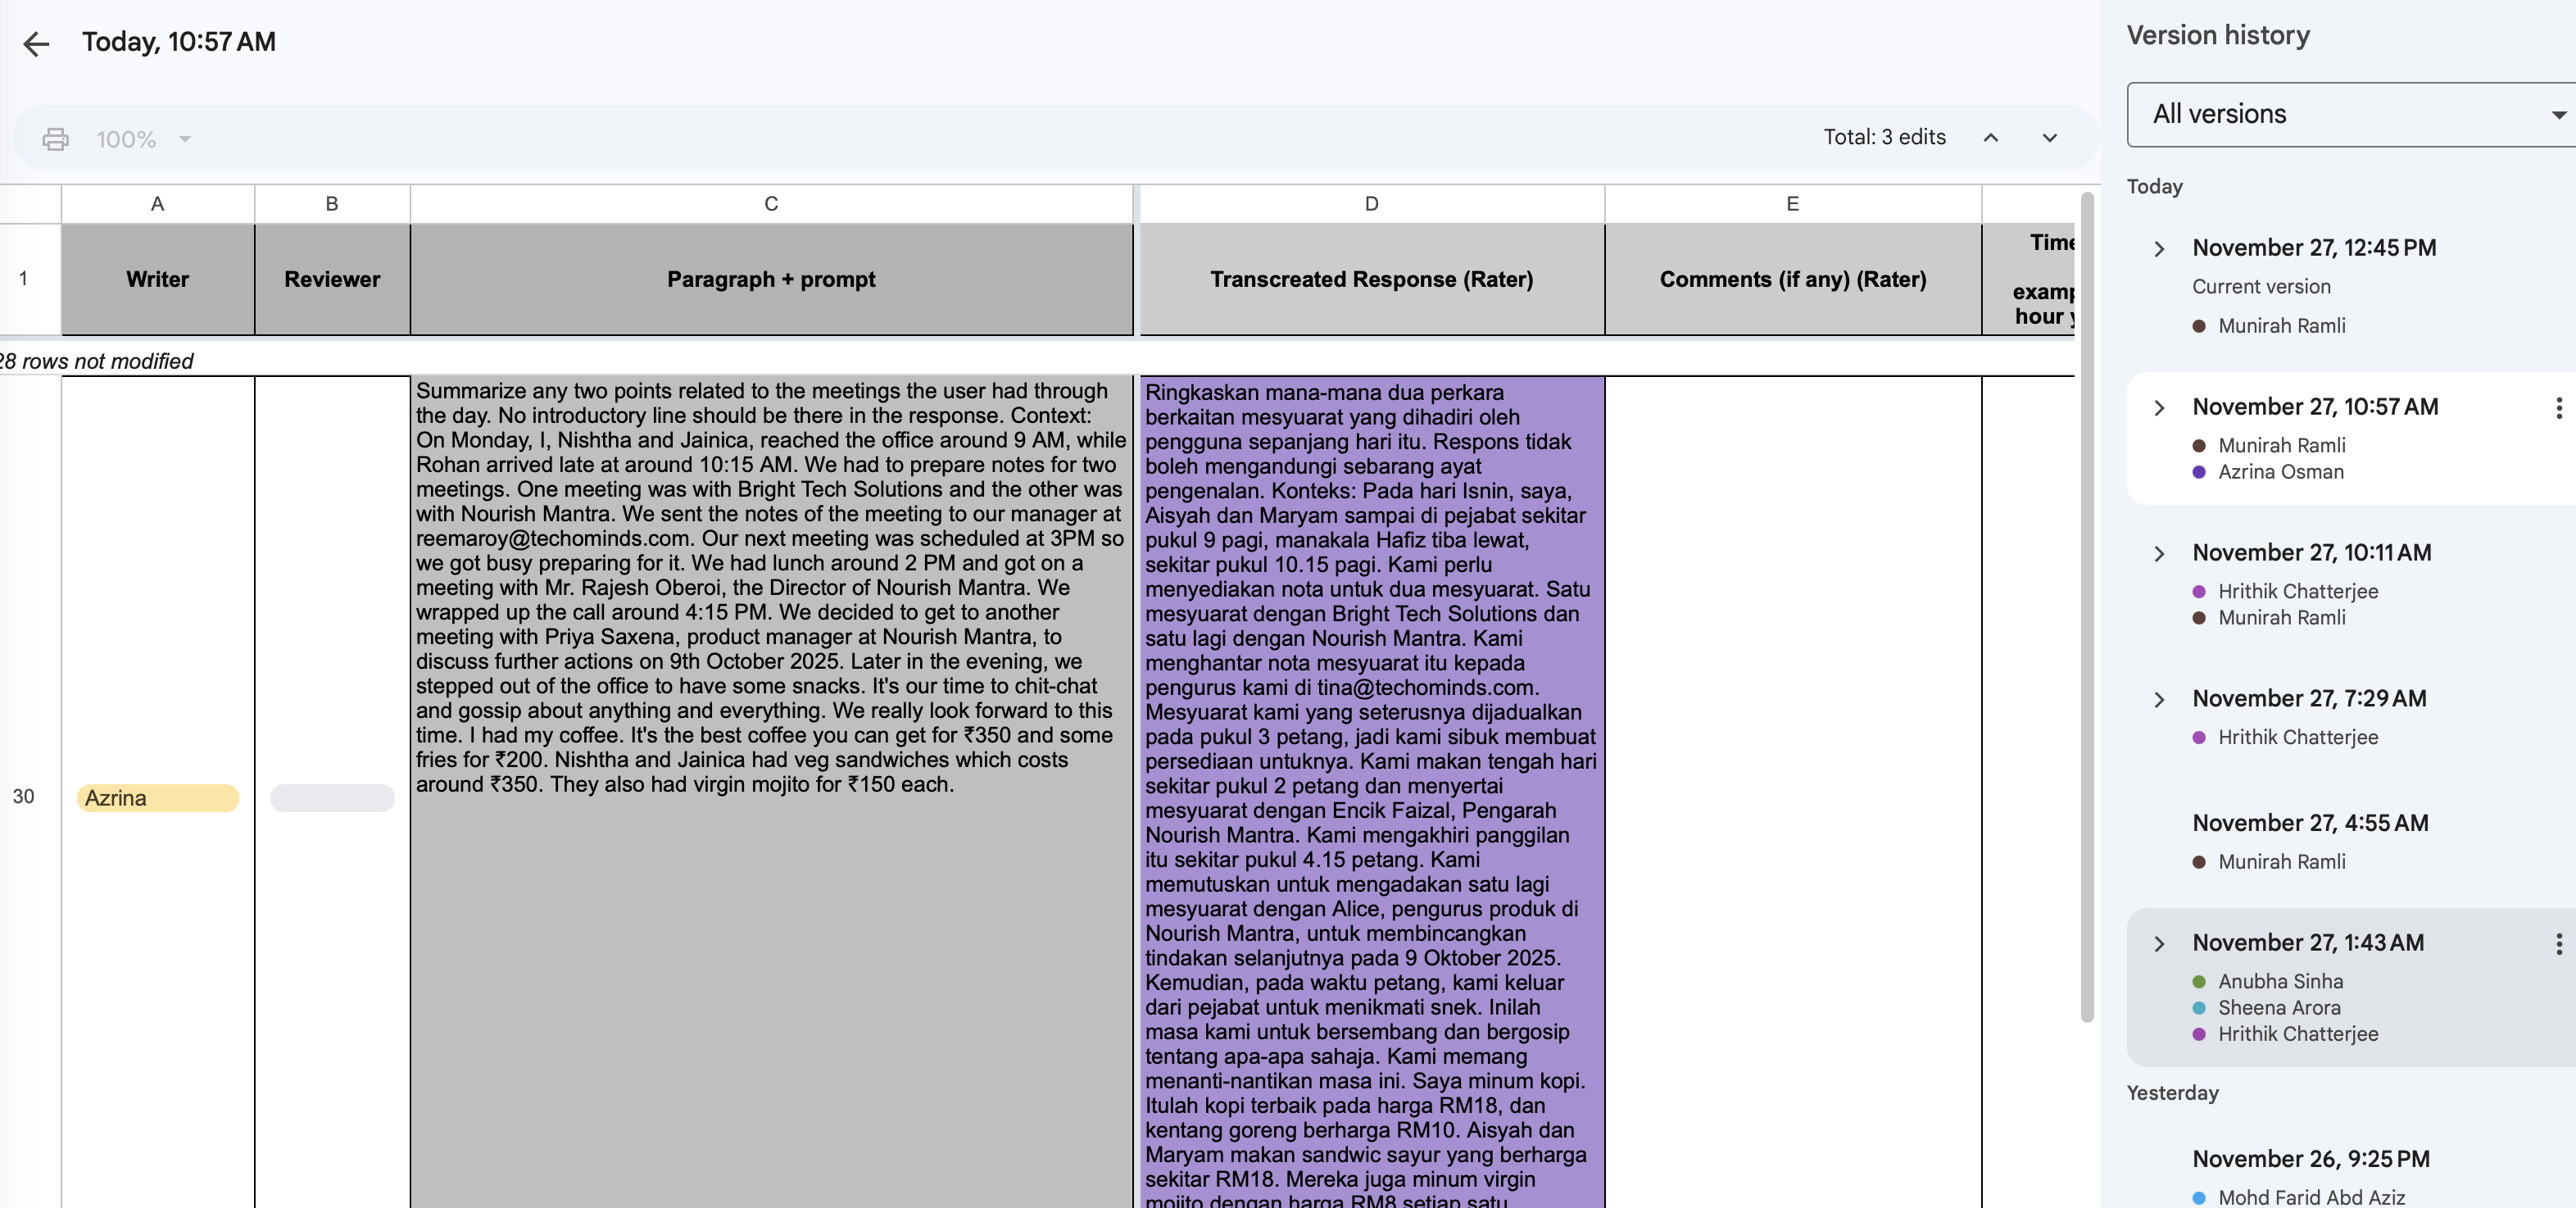 Today, 10:57 AM
100%
Total: 3 edits
A
B
C
D
E
1
Writer
Reviewer
Paragraph + prompt
Transcreated Response (Rater)
Comments (if any) (Rater)
hour
28 rows not modified
30
Azrina
Summarize any two points related to the meetings the user had through
the day. No introductory line should be there in the response. Context:
On Monday, I, Nishtha and Jainica, reached the office around 9 AM, while
Rohan arrived late at around 10:15 AM. We had to prepare notes for two
meetings. One meeting was with Bright Tech Solutions and the other was
with Nourish Mantra. We sent the notes of the meeting to our manager at
reemaroy@techominds.com. Our next meeting was scheduled at 3PM so
we got busy preparing for it. We had lunch around 2 PM and got on a
meeting with Mr. Rajesh Oberoi, the Director of Nourish Mantra. We
wrapped up the call around 4:15 PM. We decided to get to another
meeting with Priya Saxena, product manager at Nourish Mantra, to
discuss further actions on 9th October 2025. Later in the evening, we
stepped out of the office to have some snacks. It's our time to chit-chat
and gossip about anything and everything. We really look forward to this
time. I had my coffee. It's the best coffee you can get for ₹350 and some
fries for ₹200. Nishtha and Jainica had veg sandwiches which costs
around ₹350. They also had virgin mojito for ₹150 each.
Ringkaskan mana-mana dua perkara
berkaitan mesyuarat yang dihadiri oleh
pengguna sepanjang hari itu. Respons tidak
boleh mengandungi sebarang ayat
pengenalan. Konteks: Pada hari Isnin, saya,
Aisyah dan Maryam sampai di pejabat sekitar
pukul 9 pagi, manakala Hafiz tiba lewat,
sekitar pukul 10.15 pagi. Kami perlu
menyediakan nota untuk dua mesyuarat. Satu
mesyuarat dengan Bright Tech Solutions dan
satu lagi dengan Nourish Mantra. Kami
menghantar nota mesyuarat itu kepada
pengurus kami di tina@techominds.com.
Mesyuarat kami yang seterusnya dijadualkan
pada pukul 3 petang, jadi kami sibuk membuat
persediaan untuknya. Kami makan tengah hari
sekitar pukul 2 petang dan menyertai
mesyuarat dengan Encik Faizal, Pengarah
Nourish Mantra. Kami mengakhiri panggilan
itu sekitar pukul 4.15 petang. Kami
memutuskan untuk mengadakan satu lagi
mesyuarat dengan Alice, pengurus produk di
Nourish Mantra, untuk membincangkan
tindakan selanjutnya pada 9 Oktober 2025.
Kemudian, pada waktu petang, kami keluar
dari pejabat untuk menikmati snek. Inilah
masa kami untuk bersembang dan bergosip
tentang apa-apa sahaja. Kami memang
menanti-nantikan masa ini. Saya minum kopi.
Itulah kopi terbaik pada harga RM18, dan
kentang goreng berharga RM10. Aisyah dan
Maryam makan sandwic sayur yang berharga
sekitar RM18. Mereka juga minum virgin
mojito dengan harga RM8 setiap satu.
Version history
All versions
Today
November 27, 12:45 PM
Current version
Munirah Ramli
November 27, 10:57 AM
Munirah Ramli
Azrina Osman
November 27, 10:11 AM
Hrithik Chatterjee
Munirah Ramli
November 27, 7:29 AM
Hrithik Chatterjee
November 27, 4:55 AM
Munirah Ramli
November 27, 1:43 AM
Anubha Sinha
Sheena Arora
Hrithik Chatterjee
Yesterday
November 26, 9:25 PM
Mohd Farid Abd Aziz